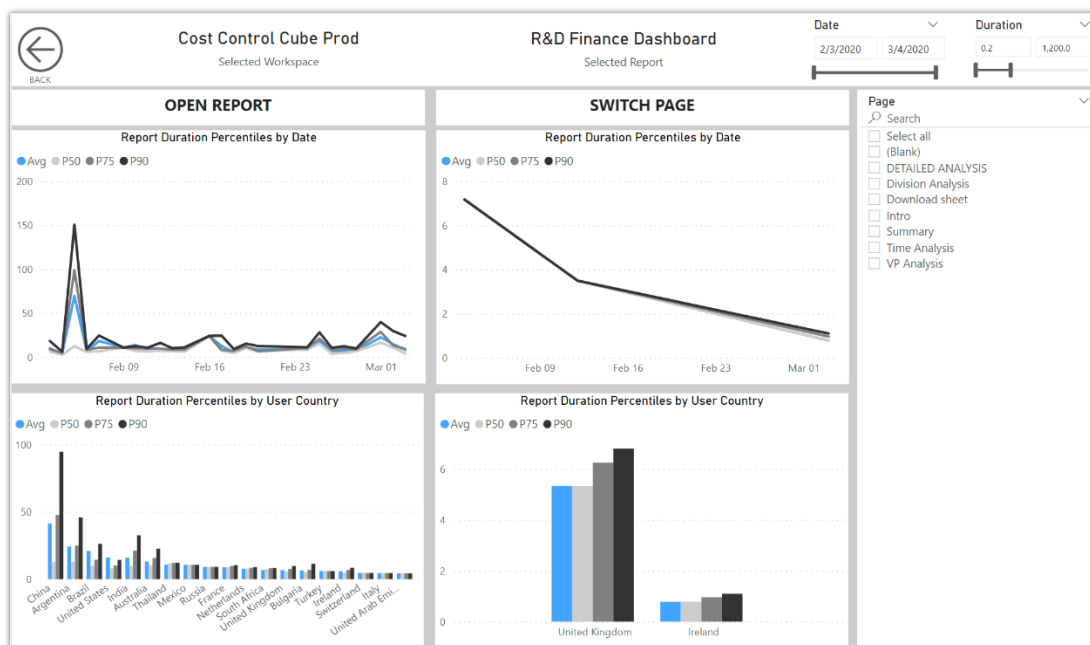 BACK
Cost Control Cube Prod
Selected Workspace
R&D Finance Dashboard
Selected Report
Date
2/3/2020 3/4/2020
Duration
0.2 1,200.0
OPEN REPORT
Report Duration Percentiles by Date
Avg P50 P75 P90
200
150
100
50
0
Feb 09 Feb 16 Feb 23 Mar 01
SWITCH PAGE
Report Duration Percentiles by Date
Avg P50 P75 P90
8
6
4
2
0
Feb 09 Feb 16 Feb 23 Mar 01
Page
Search
Select all
(Blank)
DETAILED ANALYSIS
Division Analysis
Download sheet
Intro
Summary
Time Analysis
VP Analysis
Report Duration Percentiles by User Country
Avg P50 P75 P90
100
50
0
China
Argentina
Brazil
United States
India
Australia
Thailand
Mexico
Russia
France
Netherlands
South Africa
United Kingdom
Bulgaria
Turkey
Ireland
Switzerland
Italy
United Arab Emi...
Report Duration Percentiles by User Country
Avg P50 P75 P90
6
4
2
0
United Kingdom Ireland